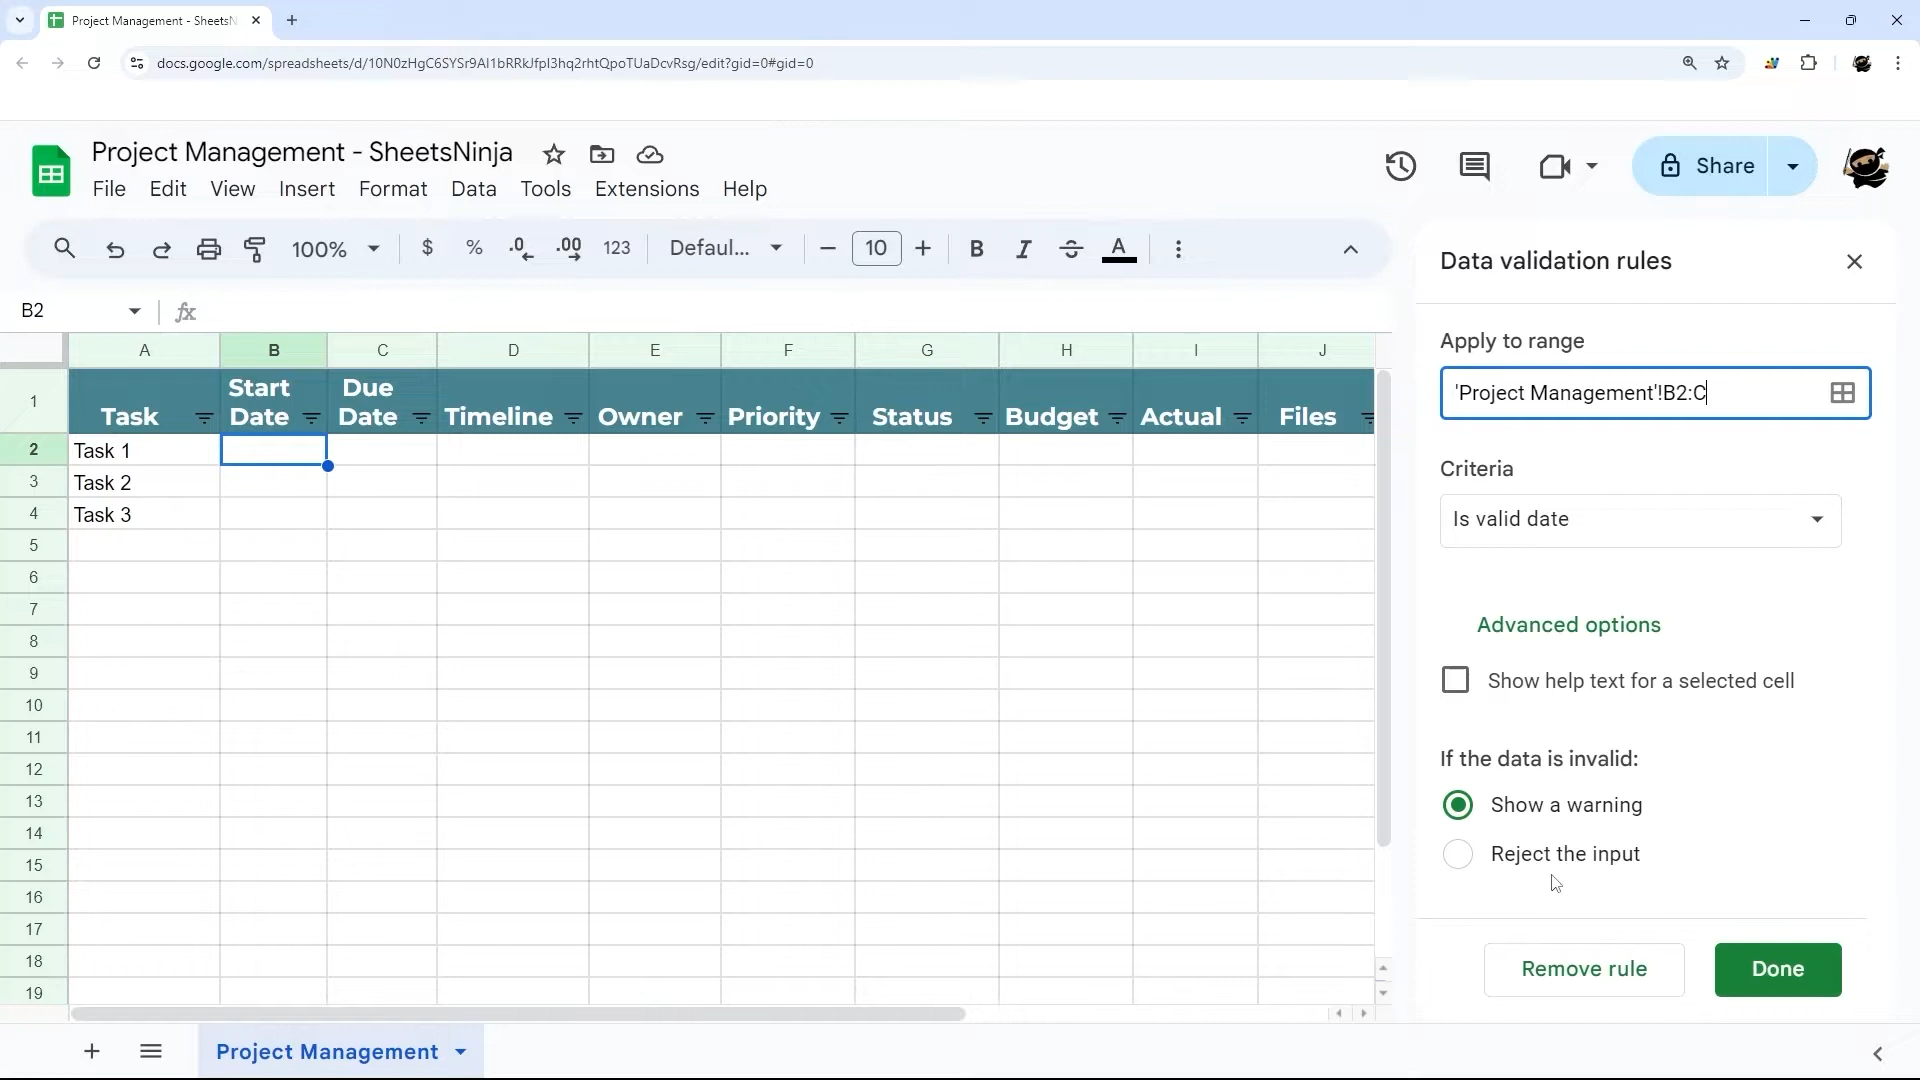 Project Management - SheetsN
docs.google.com/spreadsheets/d/10N0zHgC6SYSr9Al1bRRkJfpl3hq2rhtQpoTUaDcvRsg/edit?gid=0#gid=0
Project Management - SheetsNinja
File Edit View Insert Format Data Tools Extensions Help
Share
100% $ % .0 .00 123 Defaul... − 10 + B I S A
B2 fx
A B C D E F G H I J
1 Task Start Date Due Date Timeline Owner Priority Status Budget Actual Files
2 Task 1
3 Task 2
4 Task 3
5
6
7
8
9
10
11
12
13
14
15
16
17
18
19
Project Management
Data validation rules
Apply to range
'Project Management'!B2:C
Criteria
Is valid date
Advanced options
Show help text for a selected cell
If the data is invalid:
Show a warning
Reject the input
Remove rule Done